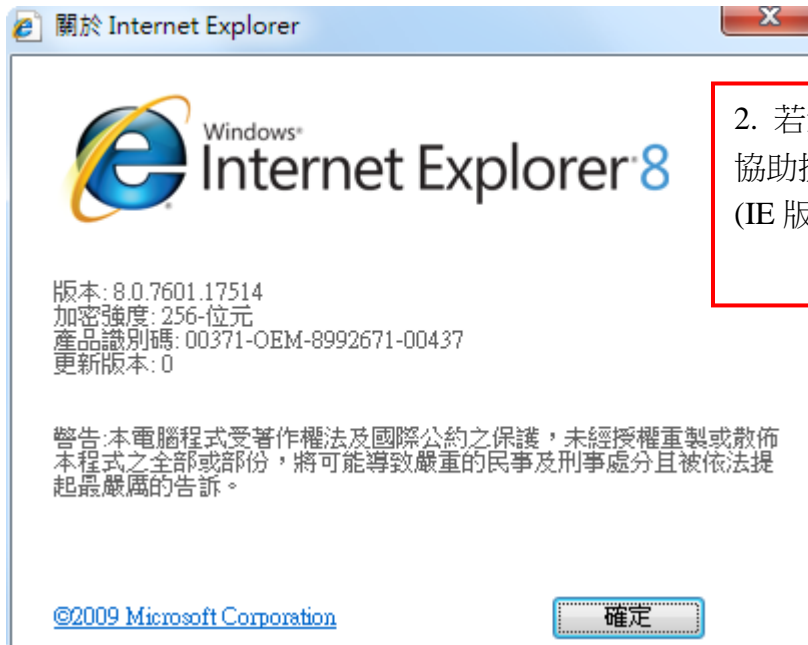 關於 Internet Explorer
Windows®
Internet Explorer 8
版本: 8.0.7601.17514
加密強度: 256-位元
產品識別碼: 00371-OEM-8992671-00437
更新版本: 0
警告:本電腦程式受著作權法及國際公約之保護，未經授權重製或散佈
本程式之全部或部份，將可能導致嚴重的民事及刑事處分且被依法提
起最嚴厲的告訴。
©2009 Microsoft Corporation
確定
2. 若
協助
(IE 版